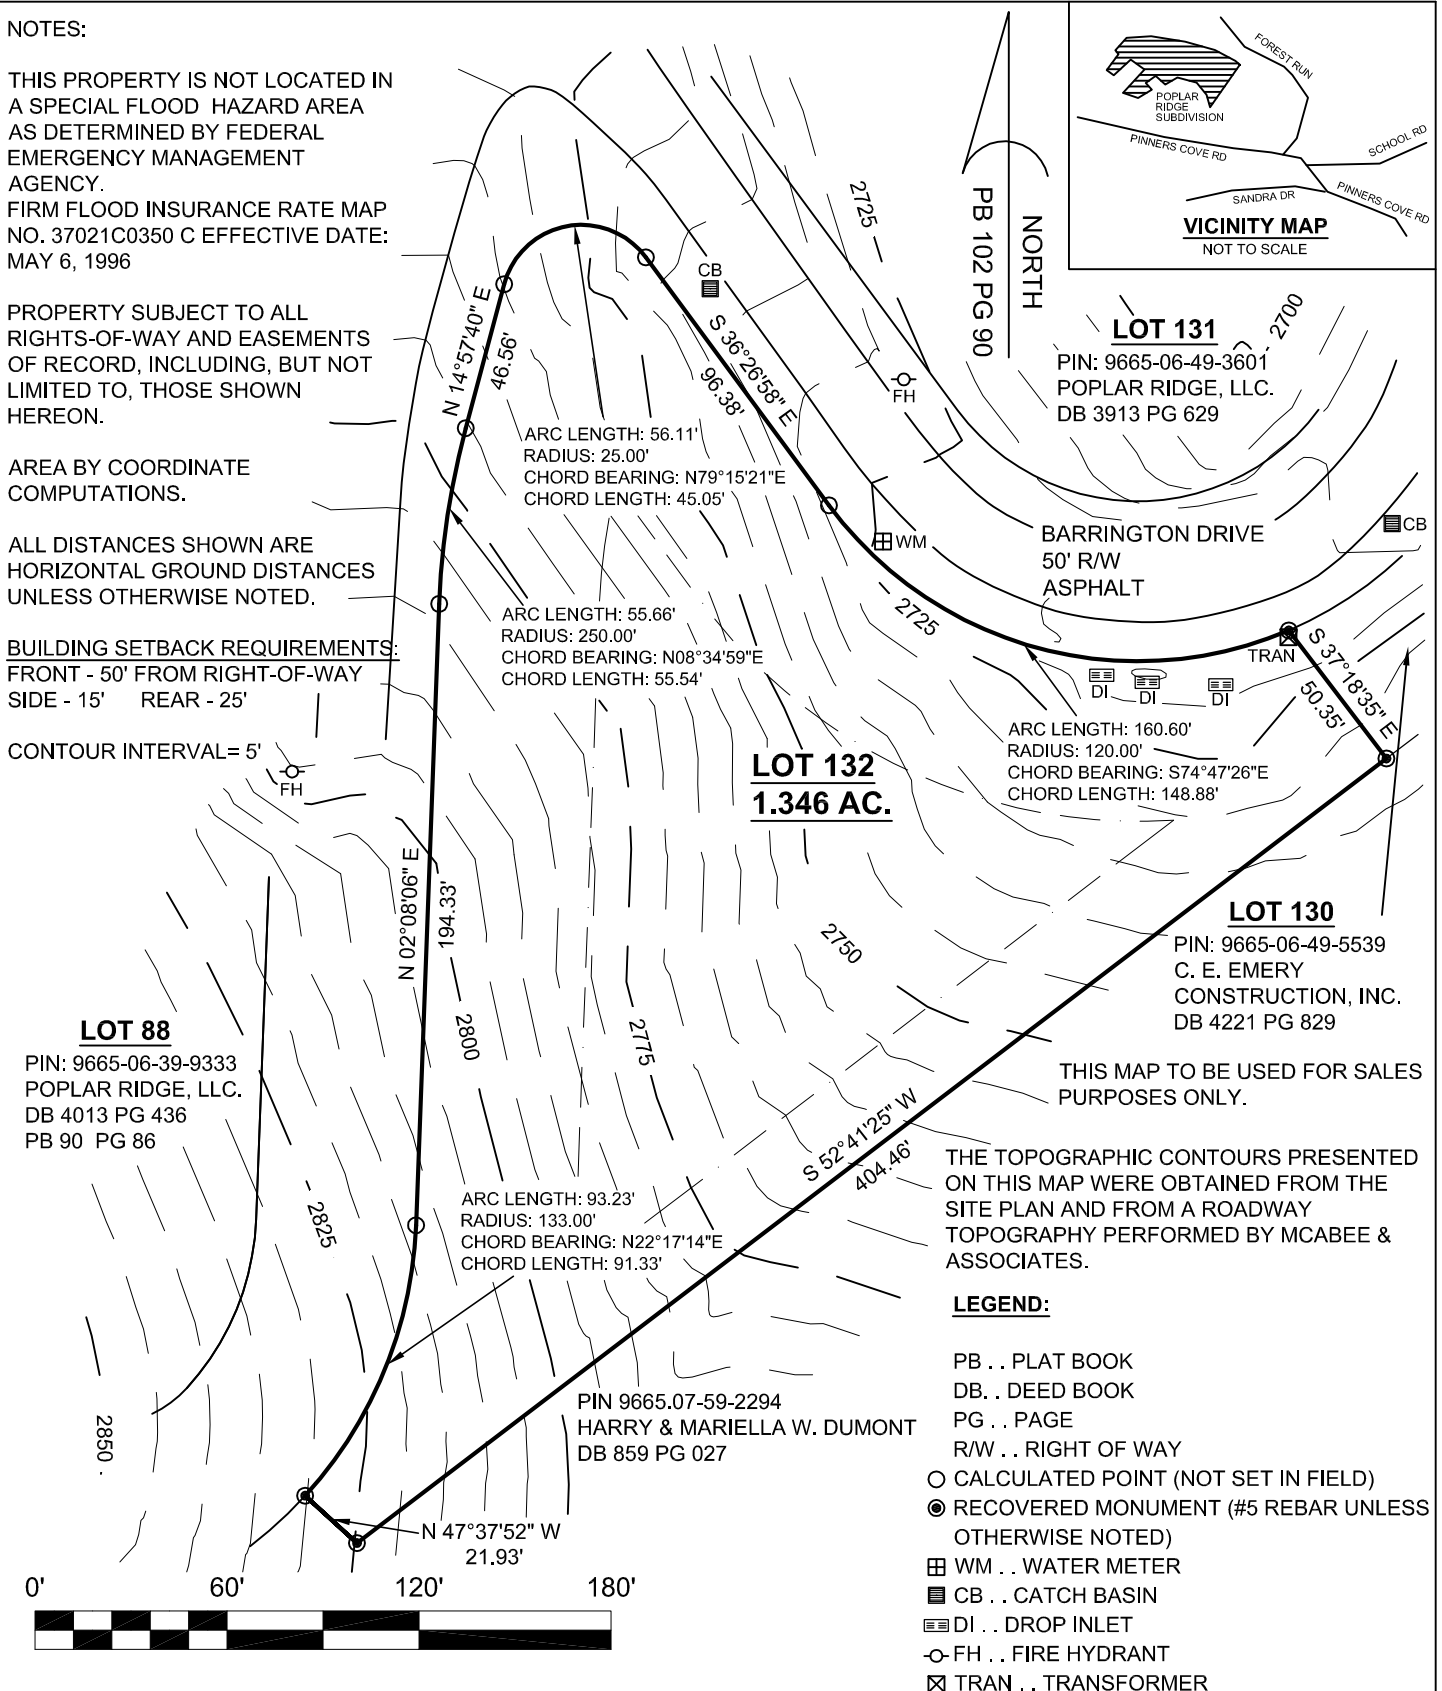 NOTES:
THIS PROPERTY IS NOT LOCATED IN
A SPECIAL FLOOD HAZARD AREA
AS DETERMINED BY FEDERAL
EMERGENCY MANAGEMENT
AGENCY.
FIRM FLOOD INSURANCE RATE MAP
NO. 37021C0350 C EFFECTIVE DATE:
MAY 6, 1996
PROPERTY SUBJECT TO ALL
RIGHTS-OF-WAY AND EASEMENTS
OF RECORD, INCLUDING, BUT NOT
LIMITED TO, THOSE SHOWN
HEREON.
AREA BY COORDINATE
COMPUTATIONS.
ALL DISTANCES SHOWN ARE
HORIZONTAL GROUND DISTANCES
UNLESS OTHERWISE NOTED.
BUILDING SETBACK REQUIREMENTS:
FRONT - 50' FROM RIGHT-OF-WAY
SIDE - 15' REAR - 25'
CONTOUR INTERVAL= 5'
FH
FOREST RUN
POPLAR
RIDGE
SUBDIVISION
PINNERS COVE RD
SCHOOL RD
SANDRA DR
PINNERS COVE RD
VICINITY MAP
NOT TO SCALE
NORTH
PB 102 PG 90
2725
2700
CB
FH
LOT 131
PIN: 9665-06-49-3601
POPLAR RIDGE, LLC.
DB 3913 PG 629
N 14°57'40" E
46.56'
S 36°26'58" E
96.38'
ARC LENGTH: 56.11'
RADIUS: 25.00'
CHORD BEARING: N79°15'21"E
CHORD LENGTH: 45.05'
WM
CB
BARRINGTON DRIVE
50' R/W
ASPHALT
2725
ARC LENGTH: 55.66'
RADIUS: 250.00'
CHORD BEARING: N08°34'59"E
CHORD LENGTH: 55.54'
TRAN
DI
DI
DI
S 37°18'35" E
50.35'
ARC LENGTH: 160.60'
RADIUS: 120.00'
CHORD BEARING: S74°47'26"E
CHORD LENGTH: 148.88'
LOT 132
1.346 AC.
N 02°08'06" E
194.33'
2750
LOT 130
PIN: 9665-06-49-5539
C. E. EMERY
CONSTRUCTION, INC.
DB 4221 PG 829
LOT 88
PIN: 9665-06-39-9333
POPLAR RIDGE, LLC.
DB 4013 PG 436
PB 90 PG 86
2800
2775
THIS MAP TO BE USED FOR SALES
PURPOSES ONLY.
S 52°41'25" W
404.46'
THE TOPOGRAPHIC CONTOURS PRESENTED
ON THIS MAP WERE OBTAINED FROM THE
SITE PLAN AND FROM A ROADWAY
TOPOGRAPHY PERFORMED BY MCABEE &
ASSOCIATES.
2825
ARC LENGTH: 93.23'
RADIUS: 133.00'
CHORD BEARING: N22°17'14"E
CHORD LENGTH: 91.33'
2850
PIN 9665.07-59-2294
HARRY & MARIELLA W. DUMONT
DB 859 PG 027
N 47°37'52" W
21.93'
LEGEND:
PB . . PLAT BOOK
DB. . DEED BOOK
PG . . PAGE
R/W . . RIGHT OF WAY
CALCULATED POINT (NOT SET IN FIELD)
RECOVERED MONUMENT (#5 REBAR UNLESS
OTHERWISE NOTED)
WM . . WATER METER
CB . . CATCH BASIN
DI . . DROP INLET
FH . . FIRE HYDRANT
TRAN . . TRANSFORMER
0' 60' 120' 180'